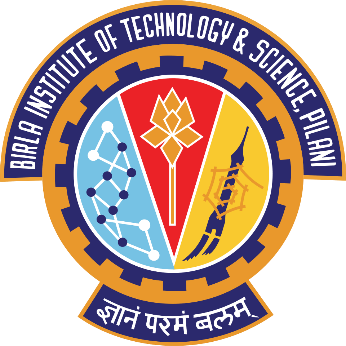 BIRLA INSTITUTE OF TECHNOLOGY & SCIENCE, PILANI
ज्ञानं परमं बलम्